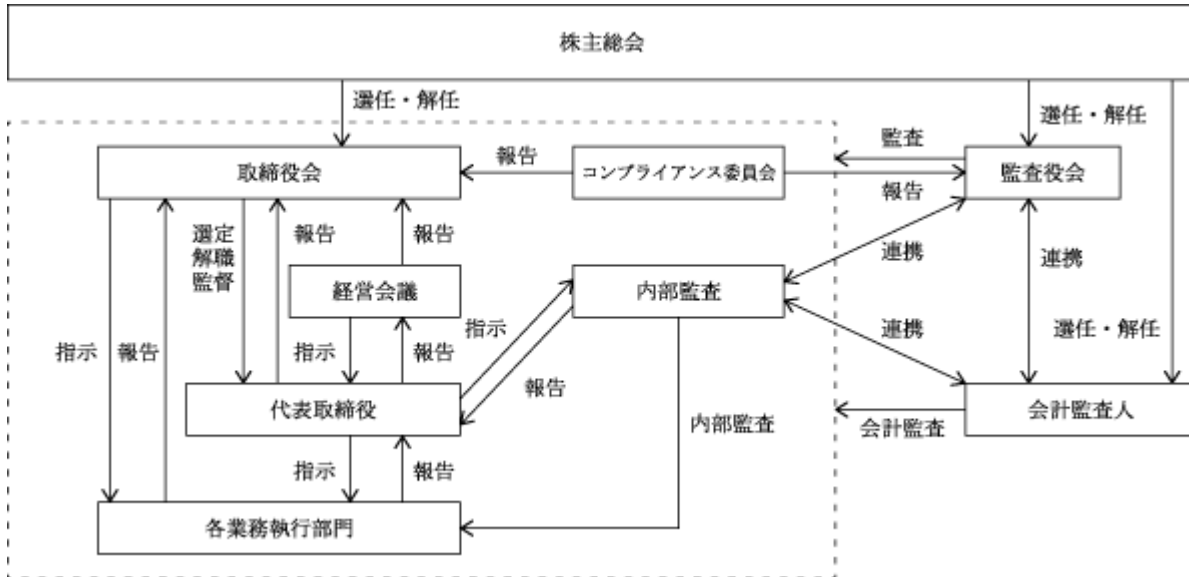 株主総会
選任・解任
選任・解任
監査
取締役会
報告
コンプライアンス委員会
監査役会
報告
選定
解職
監督
報告
報告
連携
連携
経営会議
内部監査
指示
報告
指示
報告
指示
連携
選任・解任
報告
代表取締役
会計監査人
内部監査
会計監査
指示
報告
各業務執行部門